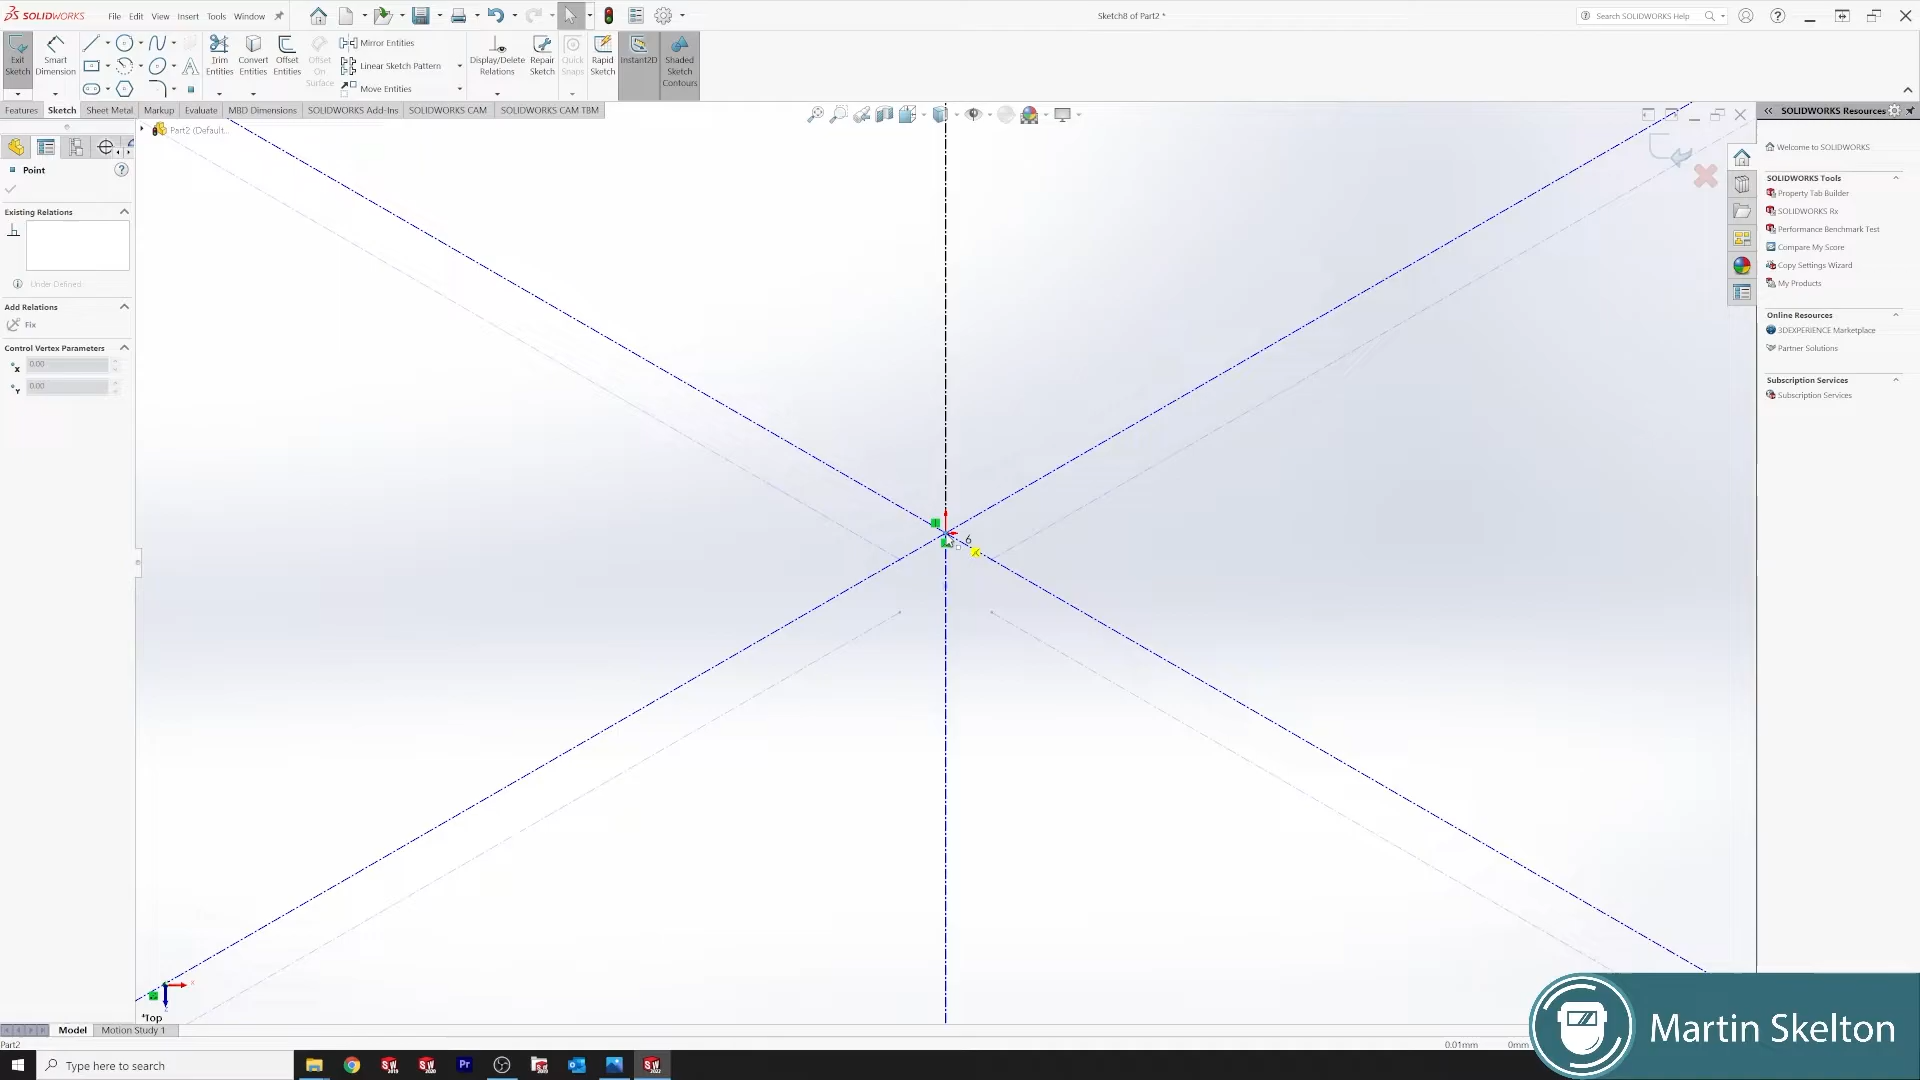 SOLIDWORKS File Edit View Insert Tools Window Sketch8 of Part2 * Search SOLIDWORKS Help
Exit Sketch
Smart Dimension
Trim Entities
Convert Entities
Offset Entities
Offset On Surface
Mirror Entities
Linear Sketch Pattern
Move Entities
Display/Delete Relations
Repair Sketch
Quick Snaps
Rapid Sketch
Instant2D
Shaded Sketch Contours
Features Sketch Sheet Metal Markup Evaluate MBD Dimensions SOLIDWORKS Add-Ins SOLIDWORKS CAM SOLIDWORKS CAM TBM
Part2 (Default...
Point
Existing Relations
Under Defined
Add Relations
Fix
Control Vertex Parameters
X 0.00
Y 0.00
6
*Top
SOLIDWORKS Resources
Welcome to SOLIDWORKS
SOLIDWORKS Tools
Property Tab Builder
SOLIDWORKS Rx
Performance Benchmark Test
Compare My Score
Copy Settings Wizard
My Products
Online Resources
3DEXPERIENCE Marketplace
Partner Solutions
Subscription Services
Subscription Services
Model Motion Study 1
Part2
0.01mm 0mm
Type here to search
Martin Skelton